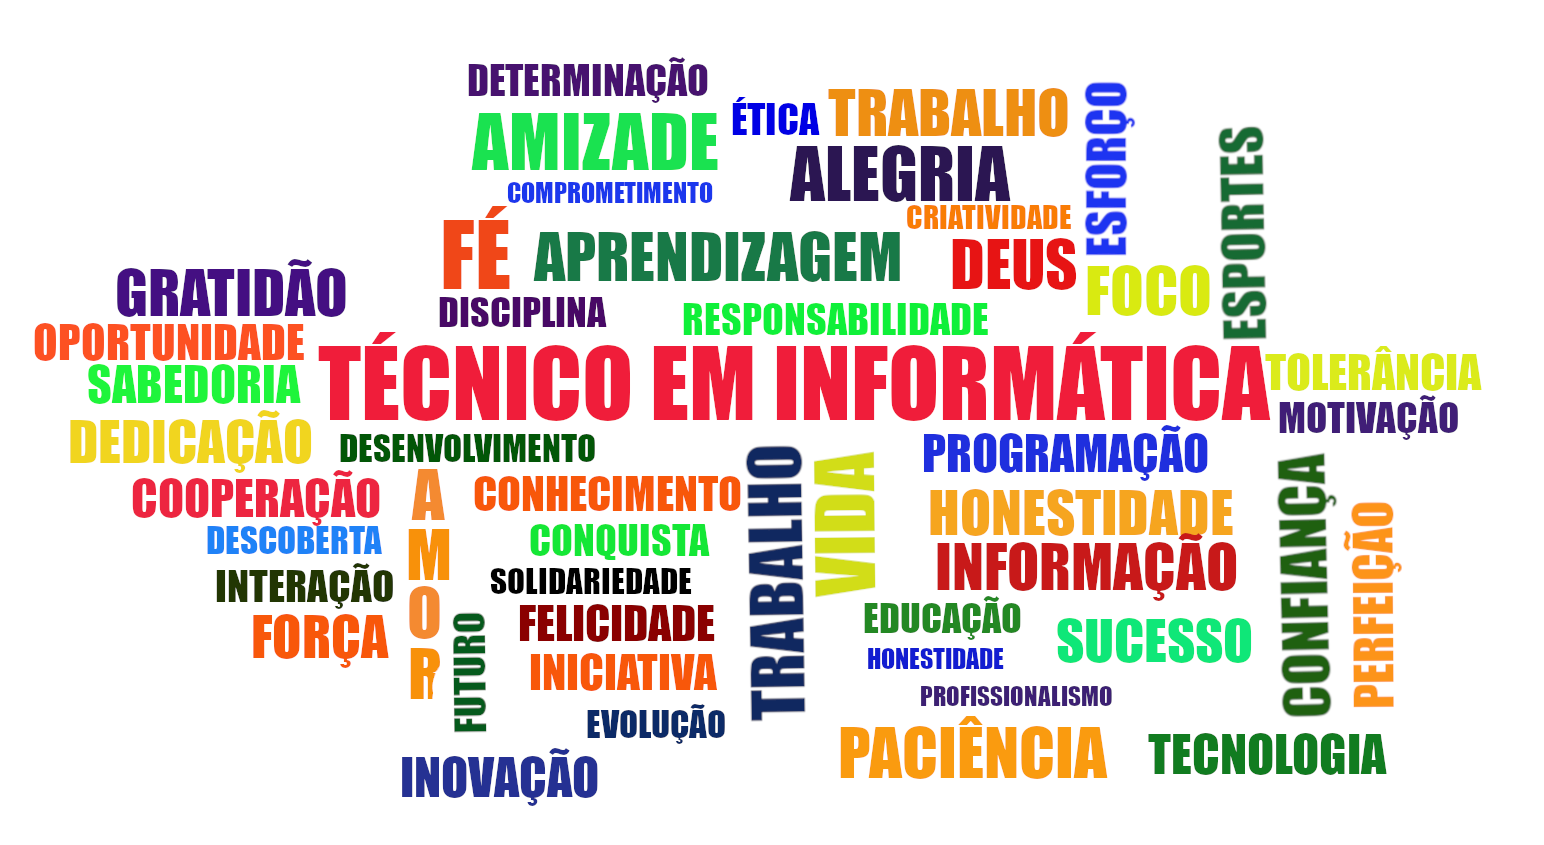 DETERMINAÇÃO
AMIZADE
ÉTICA
TRABALHO
ESFORÇO
ALEGRIA
ESPORTES
COMPROMETIMENTO
CRIATIVIDADE
FÉ
APRENDIZAGEM
DEUS
FOCO
GRATIDÃO
DISCIPLINA
RESPONSABILIDADE
OPORTUNIDADE
SABEDORIA
TÉCNICO EM INFORMÁTICA
TOLERÂNCIA
MOTIVAÇÃO
DEDICAÇÃO
DESENVOLVIMENTO
PROGRAMAÇÃO
COOPERAÇÃO
AMOR
CONHECIMENTO
TRABALHO
VIDA
HONESTIDADE
CONFIANÇA
PERFEIÇÃO
DESCOBERTA
CONQUISTA
INFORMAÇÃO
INTERAÇÃO
SOLIDARIEDADE
FORÇA
FUTURO
FELICIDADE
EDUCAÇÃO
SUCESSO
INICIATIVA
HONESTIDADE
PROFISSIONALISMO
EVOLUÇÃO
PACIÊNCIA
TECNOLOGIA
INOVAÇÃO